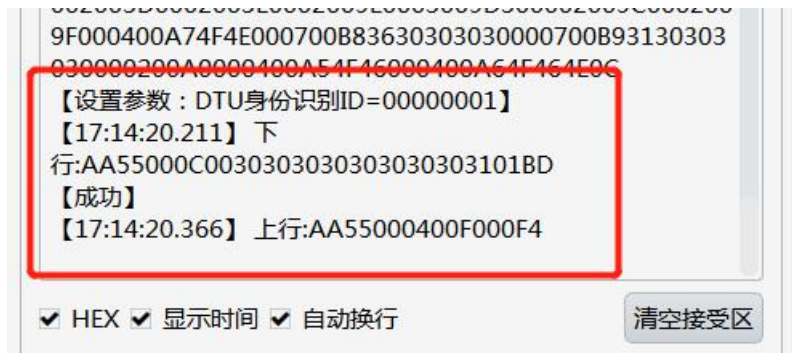 9F000400A74F4E000700B83630303030000700B93130303
030000200A0000400A54F46000400A64F464E0C
【设置参数：DTU身份识别ID=00000001】
【17:14:20.211】下
行:AA55000C0030303030303030303101BD
【成功】
【17:14:20.366】上行:AA55000400F000F4
HEX 显示时间 自动换行 清空接受区